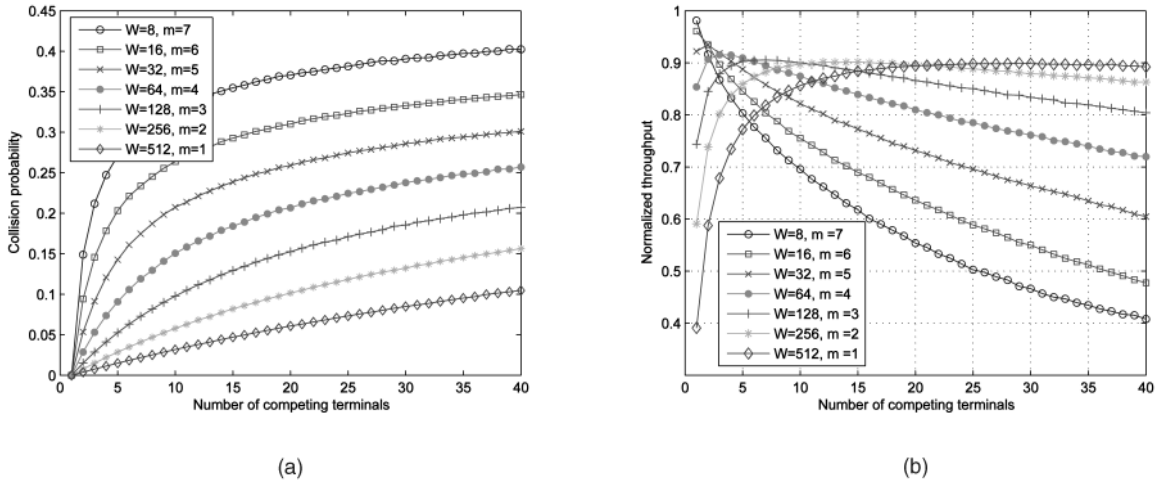 0.45
0.4
0.35
0.3
0.25
0.2
0.15
0.1
0.05
0
Collision probability
W=8, m=7
W=16, m=6
W=32, m=5
W=64, m=4
W=128, m=3
W=256, m=2
W=512, m=1
0 5 10 15 20 25 30 35 40
Number of competing terminals
(a)
1
0.9
0.8
0.7
0.6
0.5
0.4
Normalized throughput
W=8, m =7
W=16, m =6
W=32, m =5
W=64, m =4
W=128, m =3
W=256, m =2
W=512, m =1
0 5 10 15 20 25 30 35 40
Number of competing terminals
(b)